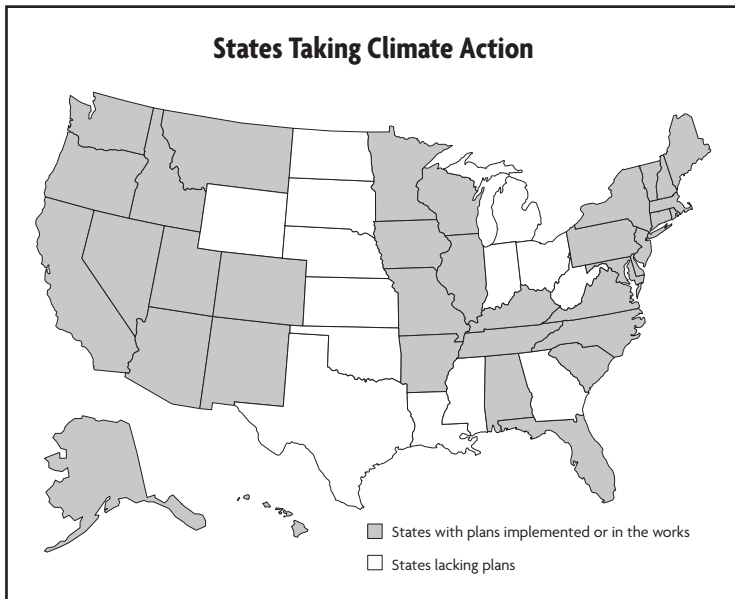 States Taking Climate Action
States with plans implemented or in the works
States lacking plans